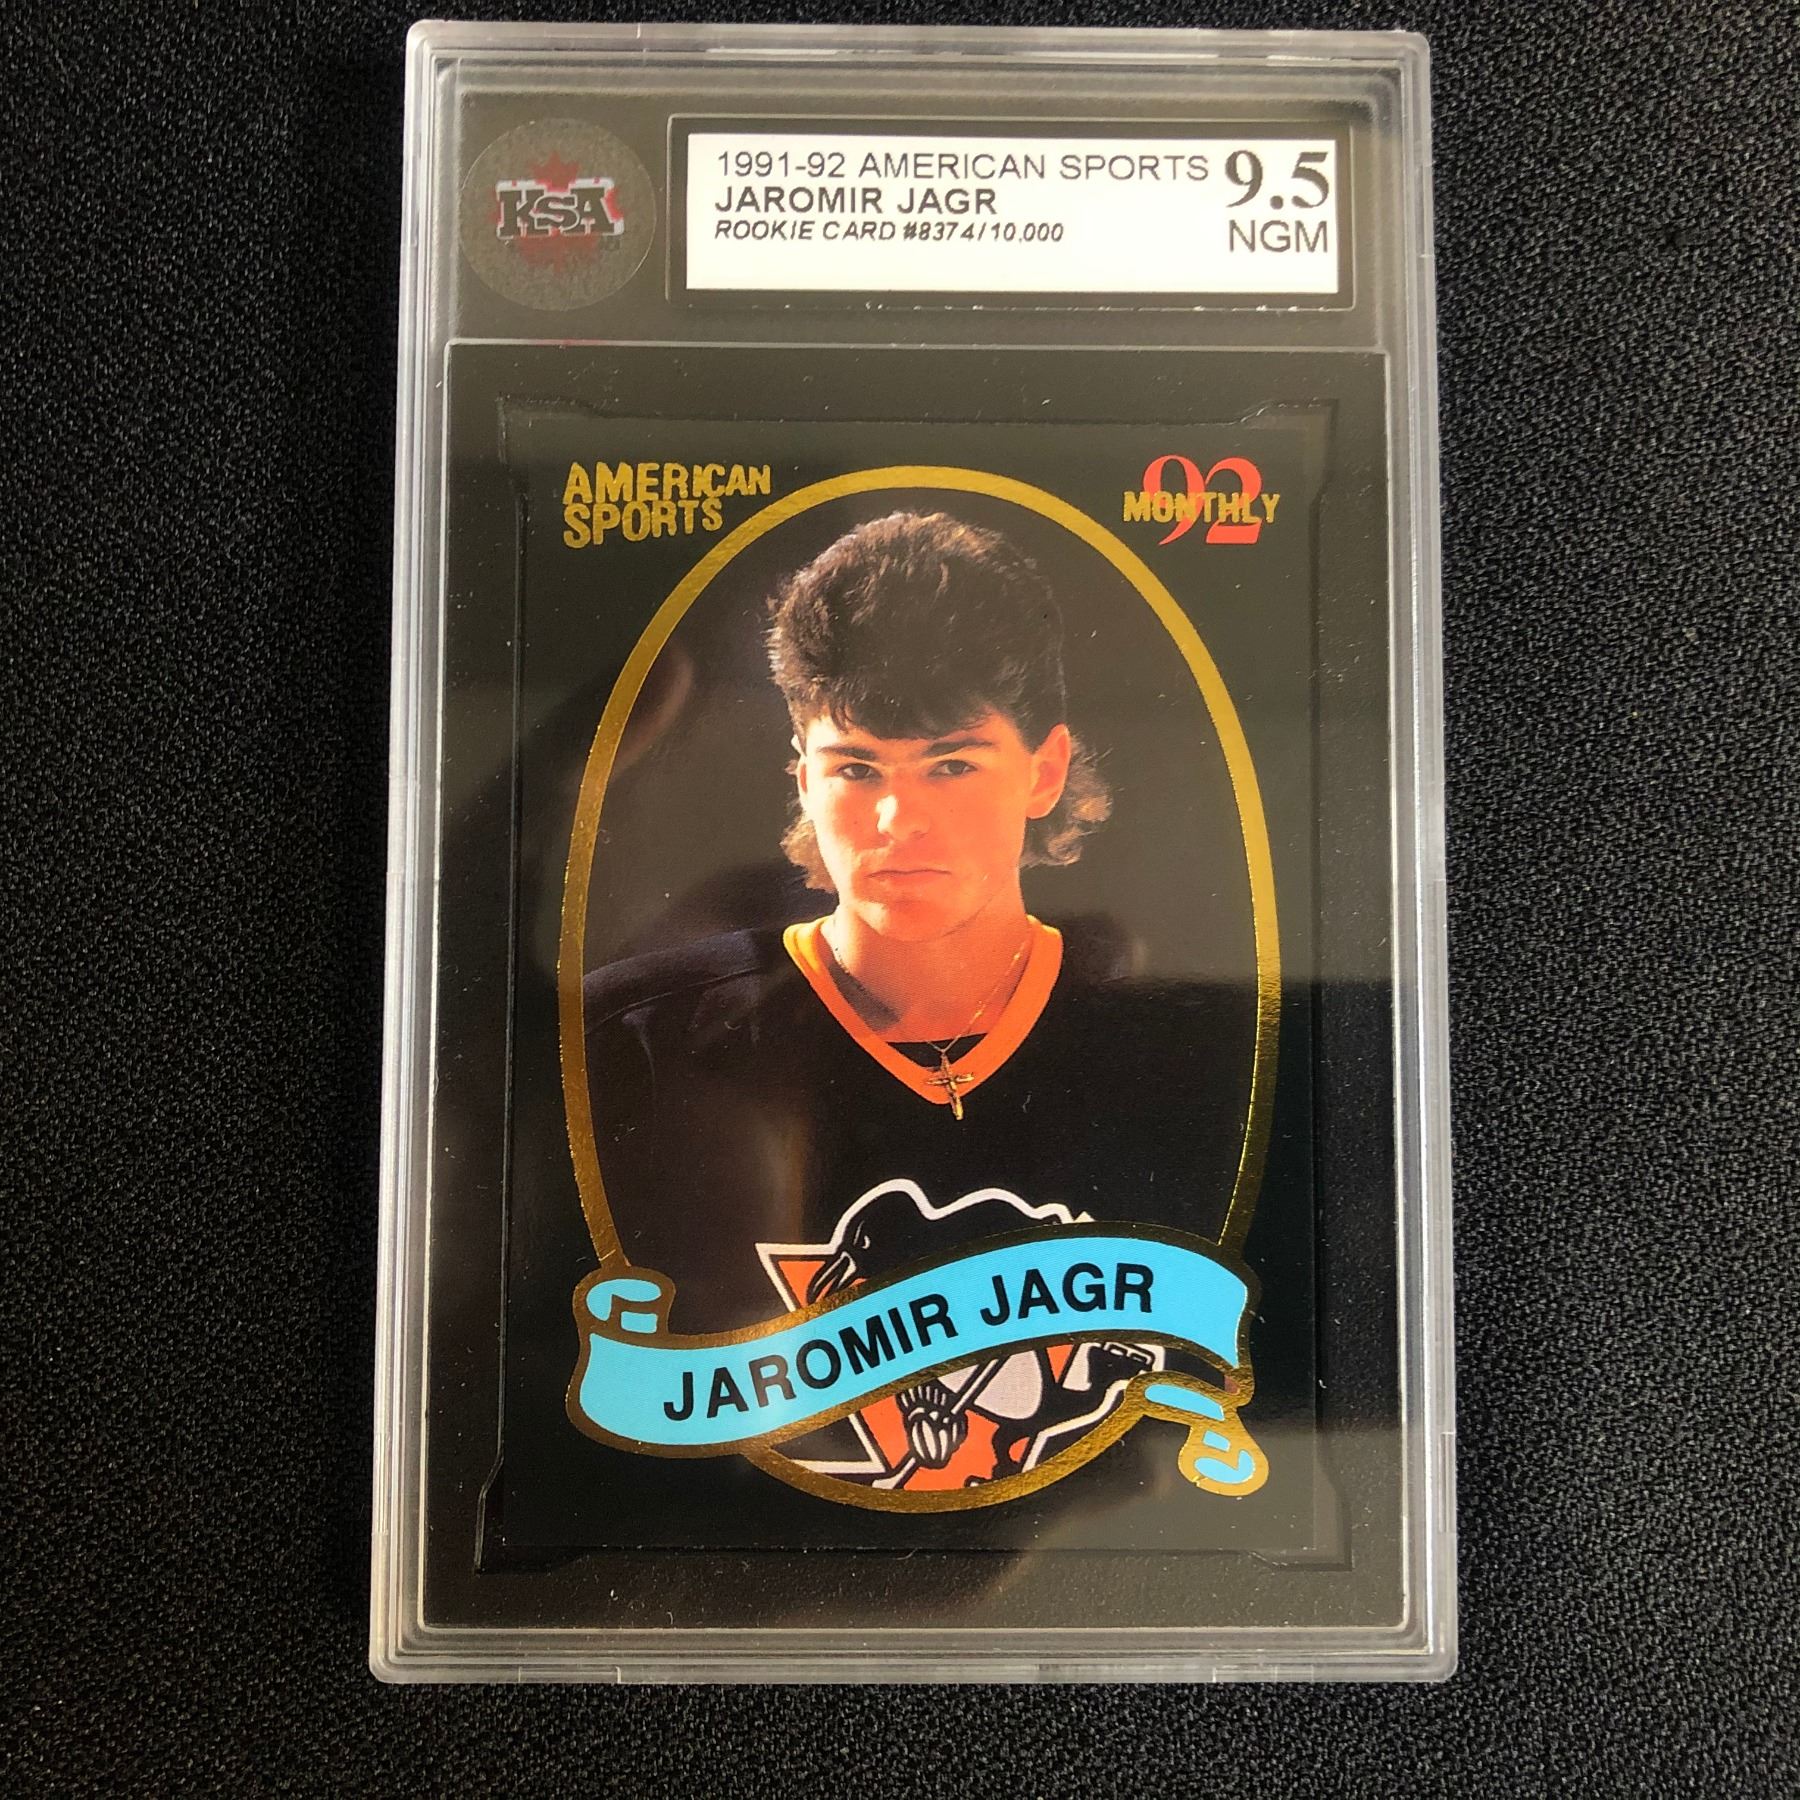 KSA
1991-92 AMERICAN SPORTS 9.5
JAROMIR JAGR
ROOKIE CARD #8374/10,000 NGM
AMERICAN
SPORTS
92
MONTHLY
JAROMIR JAGR